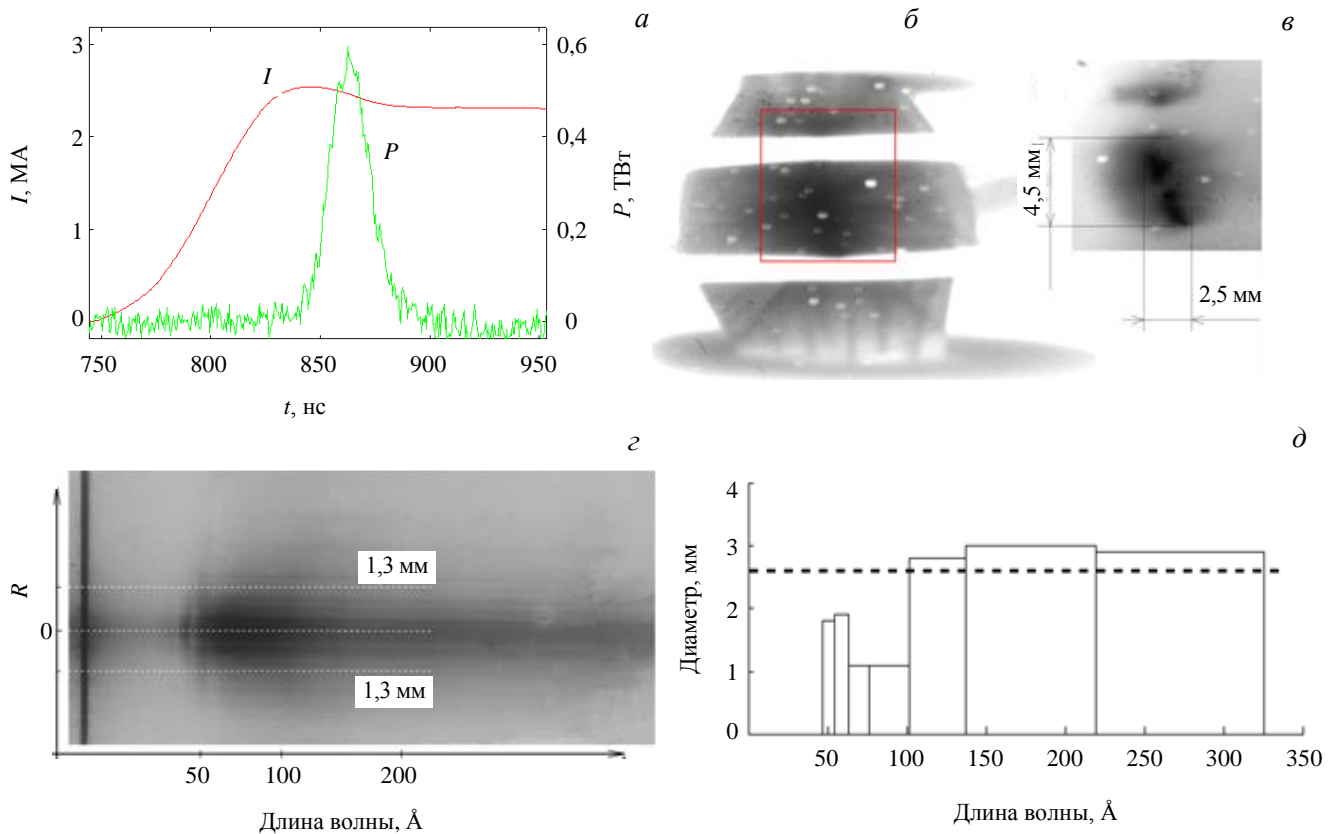 а
3
2
1
0
I, МА
I
P
0,6
0,4
0,2
0
P, ТВт
750
800
850
900
950
t, нс
б
в
4,5 мм
2,5 мм
г
R
0
1,3 мм
1,3 мм
50
100
200
Длина волны, Å
д
4
3
2
1
0
Диаметр, мм
50
100
150
200
250
300
350
Длина волны, Å